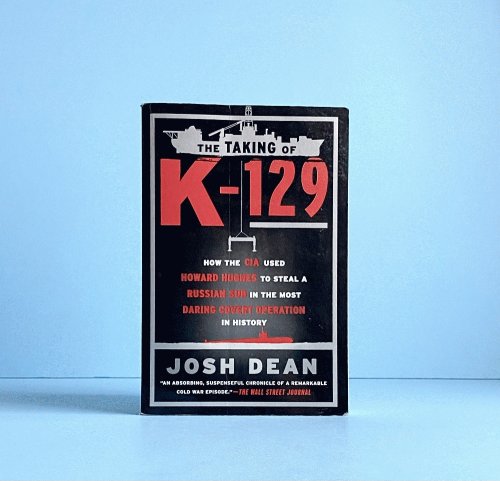 THE TAKING OF
K-129
HOW THE CIA USED
HOWARD HUGHES TO STEAL A
RUSSIAN SUB IN THE MOST
DARING COVERT OPERATION
IN HISTORY
JOSH DEAN
"AN ABSORBING, SUSPENSEFUL CHRONICLE OF A REMARKABLE
COLD WAR EPISODE."—THE WALL STREET JOURNAL